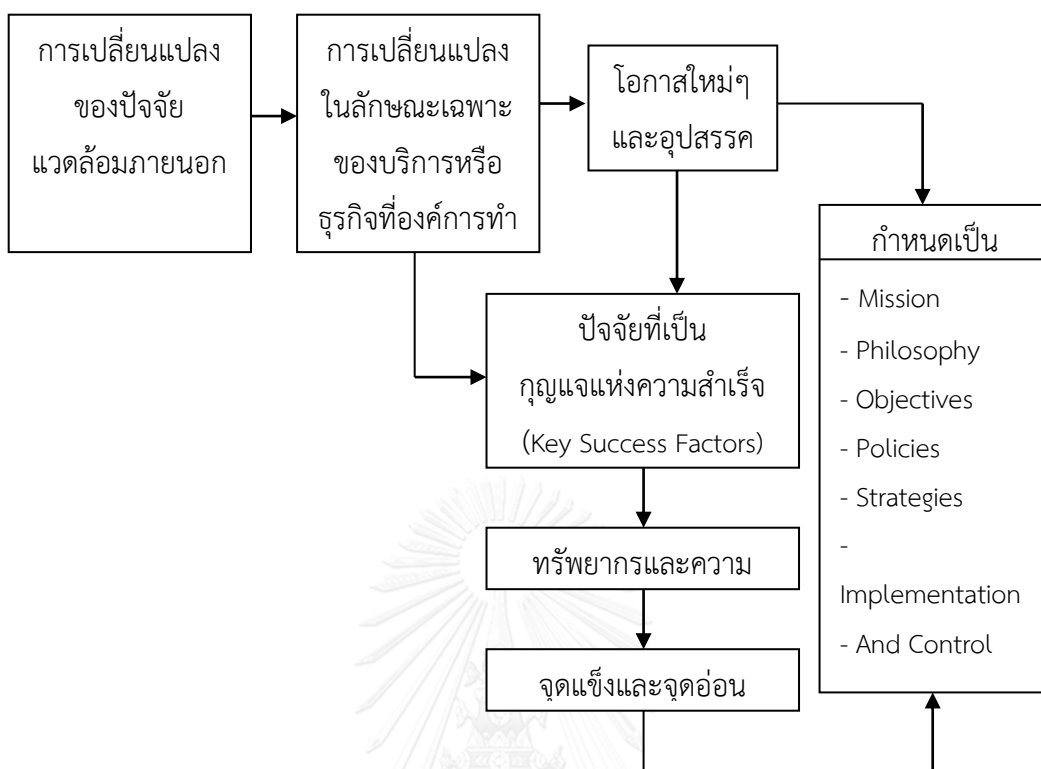 การเปลี่ยนแปลง
ของปัจจัย
แวดล้อมภายนอก
การเปลี่ยนแปลง
ในลักษณะเฉพาะ
ของบริการหรือ
ธุรกิจที่องค์การทำ
โอกาสใหม่ๆ
และอุปสรรค
กำหนดเป็น
- Mission
- Philosophy
- Objectives
- Policies
- Strategies
-
Implementation
- And Control
ปัจจัยที่เป็น
กุญแจแห่งความสำเร็จ
(Key Success Factors)
ทรัพยากรและความ
จุดแข็งและจุดอ่อน